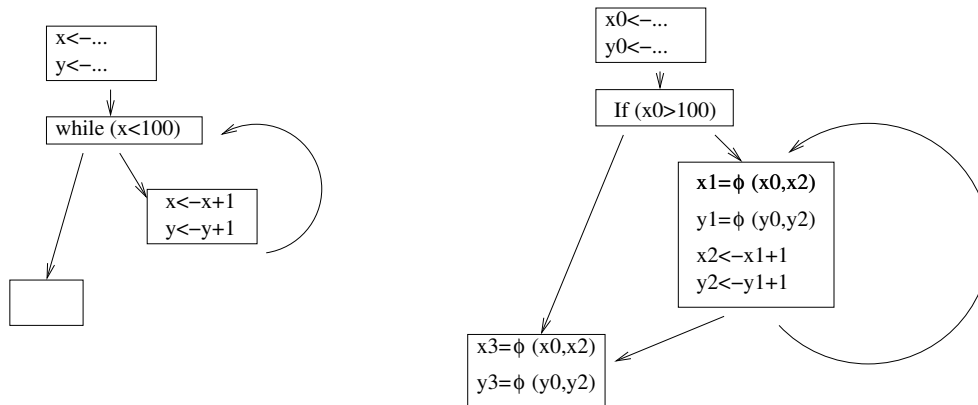 x<-...
y<-...
while (x<100)
x<-x+1
y<-y+1
x0<-...
y0<-...
If (x0>100)
x1=ϕ (x0,x2)
y1=ϕ (y0,y2)
x2<-x1+1
y2<-y1+1
x3=ϕ (x0,x2)
y3=ϕ (y0,y2)